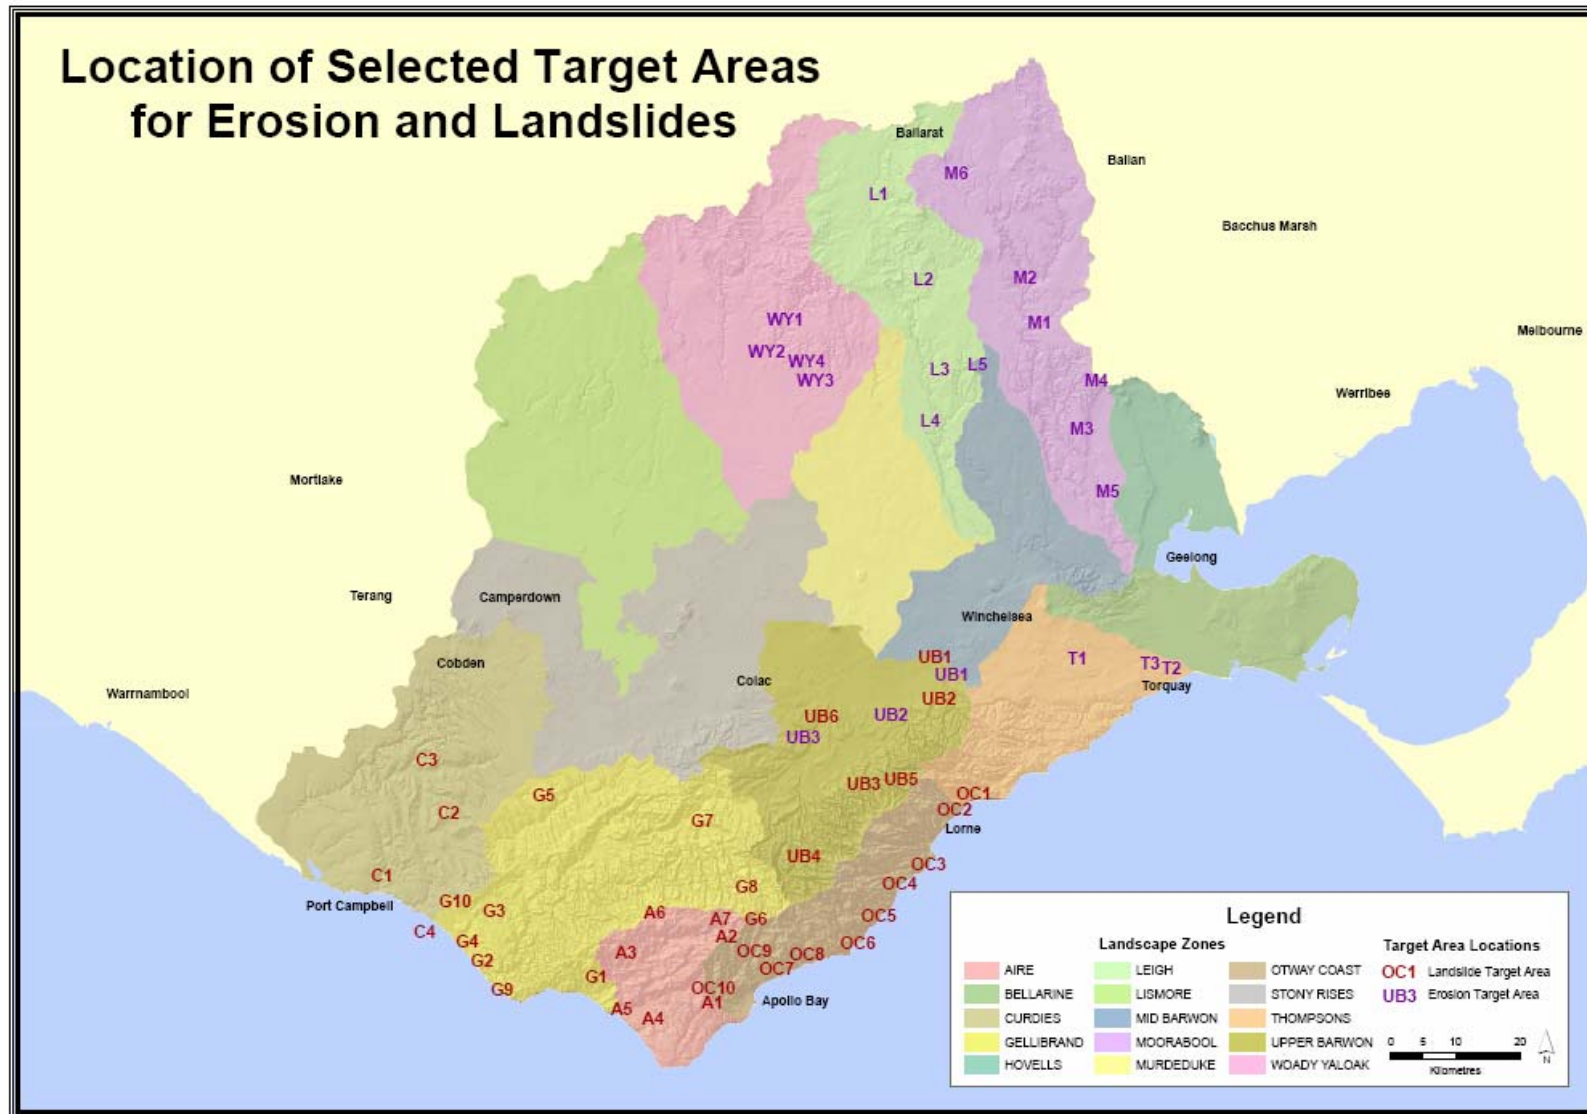 Location of Selected Target Areas
for Erosion and Landslides
Ballarat
Ballan
M6
L1
Bacchus Marsh
L2
M2
WY1
M1
Melbourne
WY2
WY4
L3
L5
WY3
M4
Werribee
L4
M3
Mortlake
M5
Geelong
Terang
Camperdown
Winchelsea
Cobden
UB1
T1
T3
T2
UB1
Colac
Torquay
Warrnambool
UB2
UB6
UB2
UB3
C3
UB3
UB5
G5
OC1
OC2
C2
G7
Lorne
UB4
OC3
C1
G8
OC4
G10
Port Campbell
G3
A6
A7
G6
OC5
C4
G4
A2
OC6
A3
OC9
OC8
G2
OC7
G1
G9
OC10
A5
A1
Apollo Bay
A4
Legend
Landscape Zones
Target Area Locations
AIRE
LEIGH
OTWAY COAST
OC1 Landslide Target Area
BELLARINE
LISMORE
STONY RISES
UB3 Erosion Target Area
CURDIES
MID BARWON
THOMPSONS
GELLIBRAND
MOORABOOL
UPPER BARWON
0 5 10 20
HOVELLS
MURDEDUKE
WOADY YALOAK
Kilometres
N